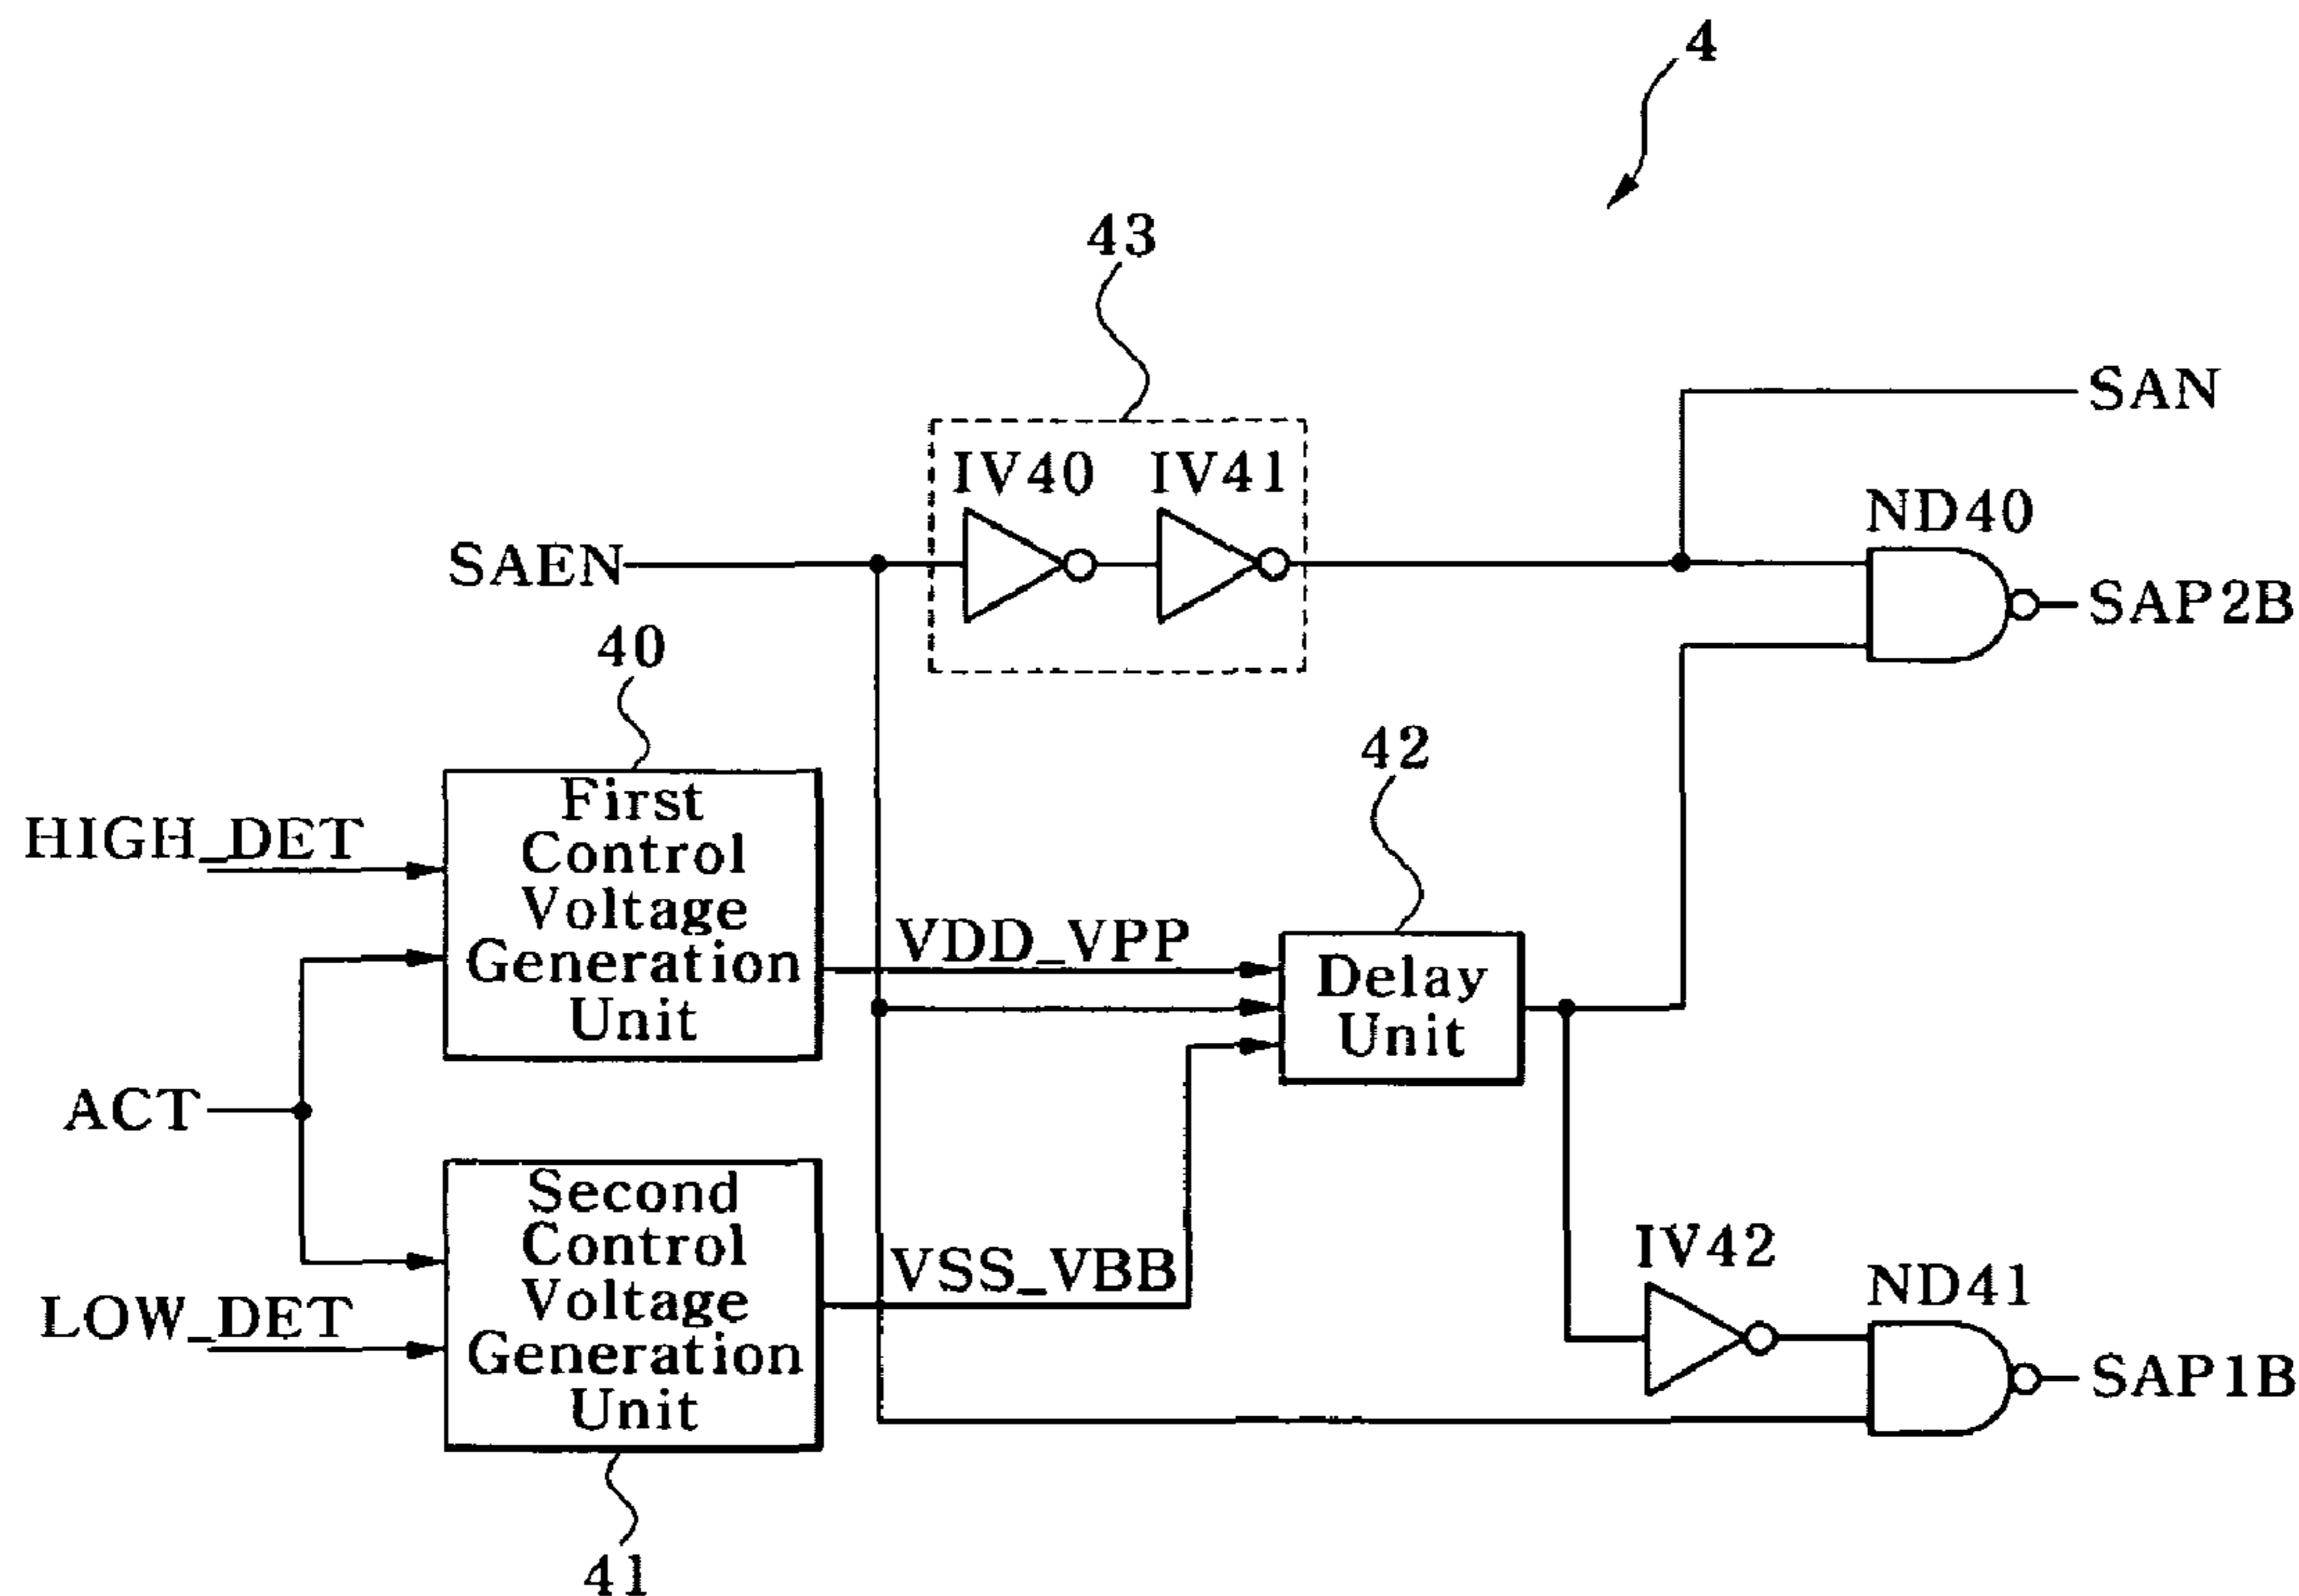 4
43
SAN
IV40 IV41
ND40
SAEN
SAP2B
40
42
First
Control
Voltage
Generation
Unit
HIGH_DET
VDD_VPP
Delay
Unit
ACT
Second
Control
Voltage
Generation
Unit
VSS_VBB
IV42
ND41
LOW_DET
SAP1B
41